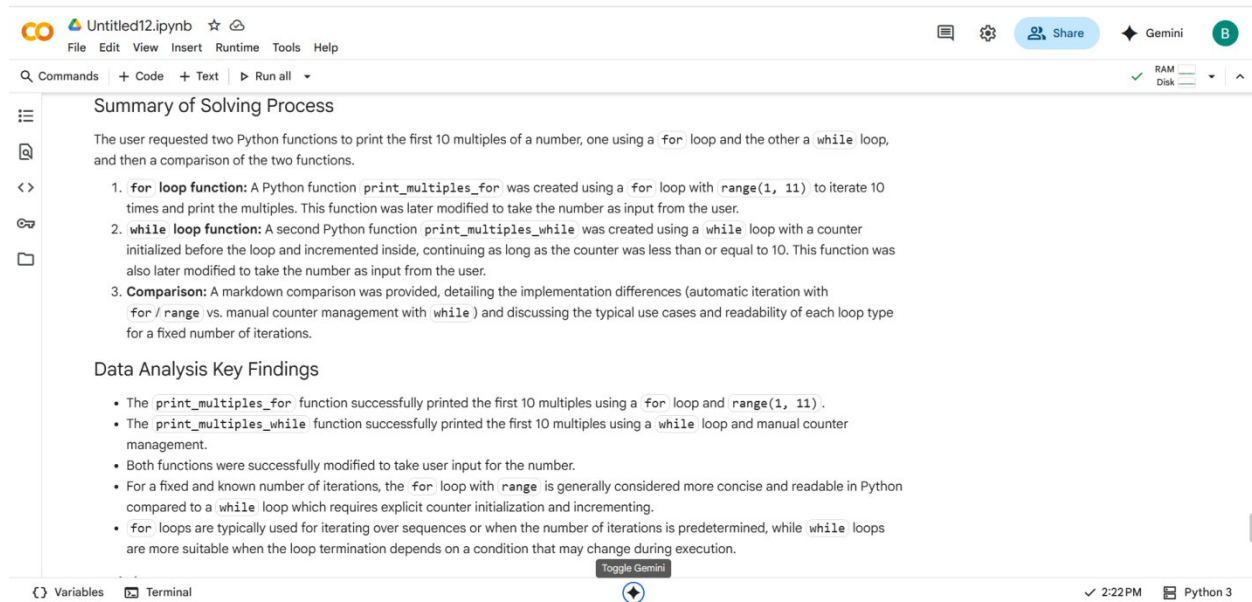 Untitled12.ipynb
File Edit View Insert Runtime Tools Help
Share
Gemini
B
Commands + Code + Text Run all
RAM
Disk
Summary of Solving Process
The user requested two Python functions to print the first 10 multiples of a number, one using a for loop and the other a while loop,
and then a comparison of the two functions.
1. for loop function: A Python function print_multiples_for was created using a for loop with range(1, 11) to iterate 10
times and print the multiples. This function was later modified to take the number as input from the user.
2. while loop function: A second Python function print_multiples_while was created using a while loop with a counter
initialized before the loop and incremented inside, continuing as long as the counter was less than or equal to 10. This function was
also later modified to take the number as input from the user.
3. Comparison: A markdown comparison was provided, detailing the implementation differences (automatic iteration with
for / range vs. manual counter management with while) and discussing the typical use cases and readability of each loop type
for a fixed number of iterations.
Data Analysis Key Findings
• The print_multiples_for function successfully printed the first 10 multiples using a for loop and range(1, 11).
• The print_multiples_while function successfully printed the first 10 multiples using a while loop and manual counter
management.
• Both functions were successfully modified to take user input for the number.
• For a fixed and known number of iterations, the for loop with range is generally considered more concise and readable in Python
compared to a while loop which requires explicit counter initialization and incrementing.
• for loops are typically used for iterating over sequences or when the number of iterations is predetermined, while while loops
are more suitable when the loop termination depends on a condition that may change during execution.
Toggle Gemini
{} Variables Terminal
2:22 PM Python 3